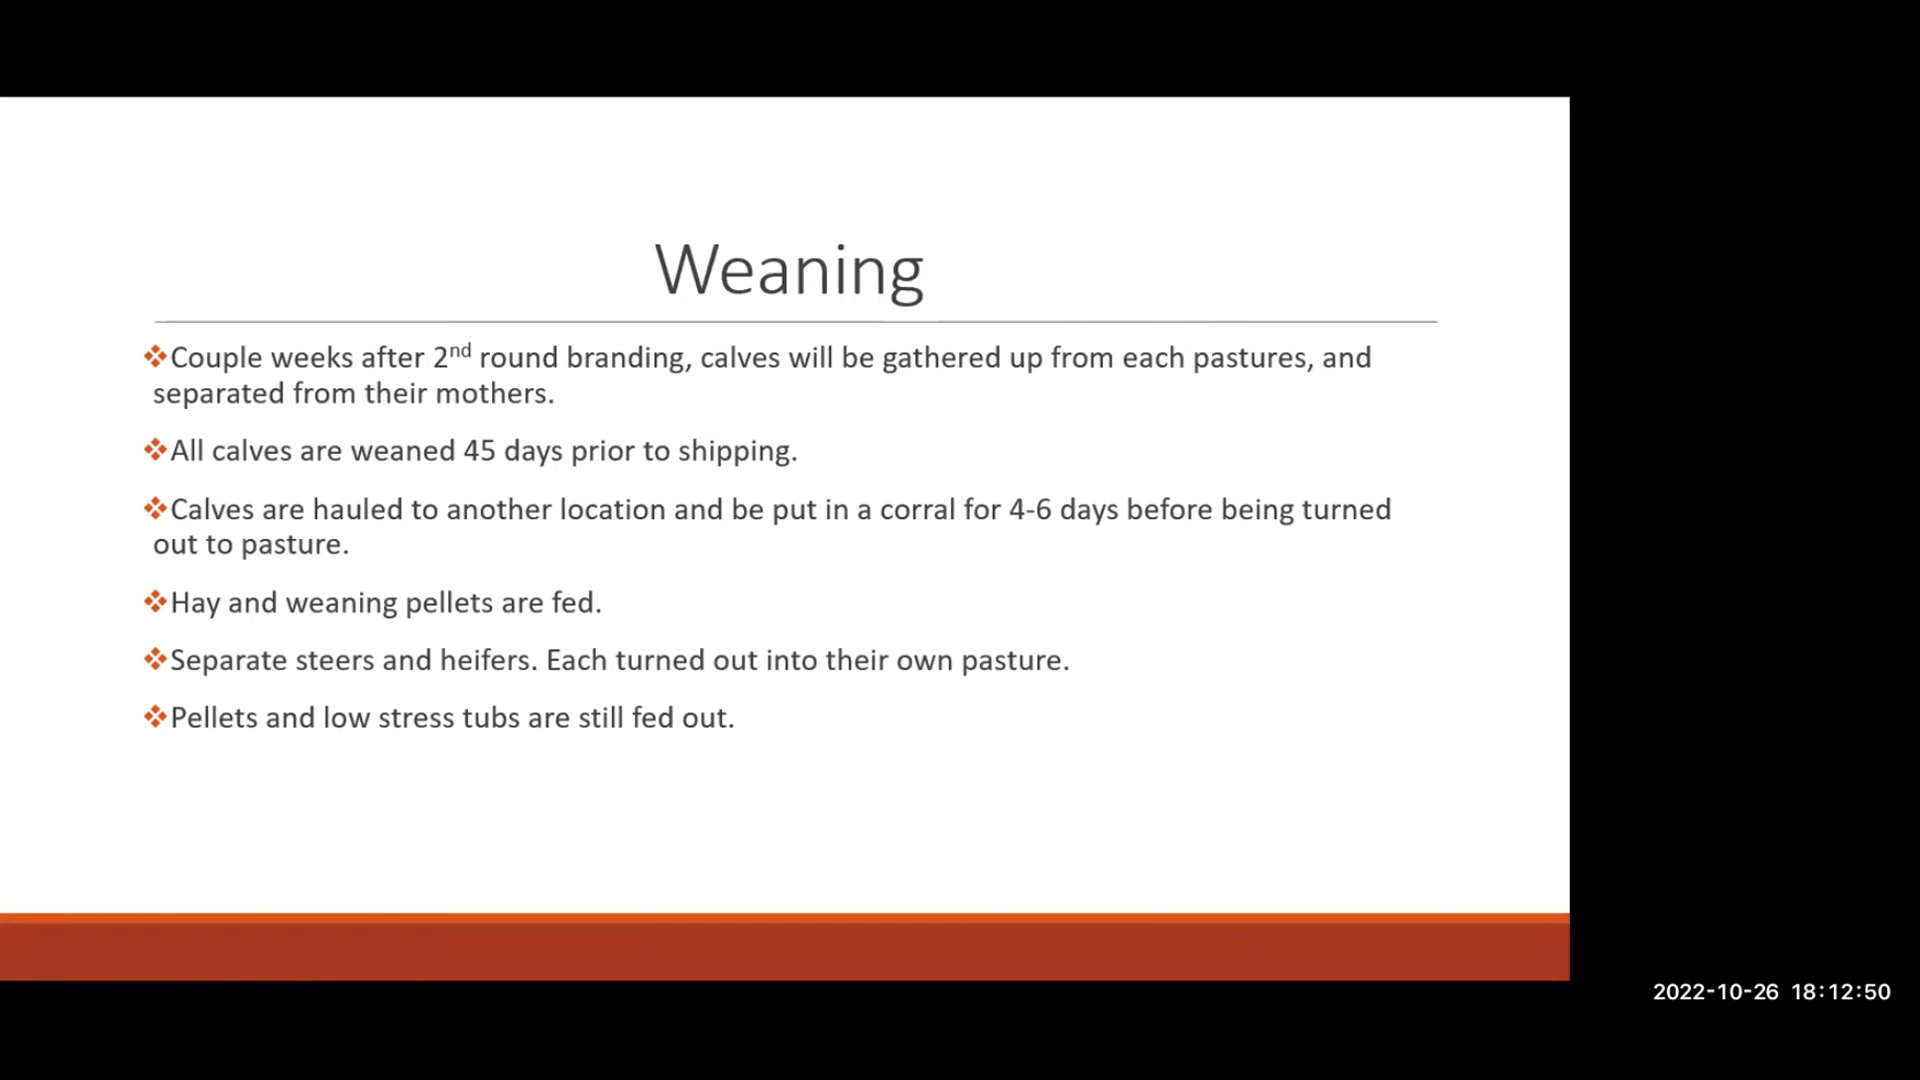 Weaning
❖Couple weeks after 2nd round branding, calves will be gathered up from each pastures, and
separated from their mothers.
❖All calves are weaned 45 days prior to shipping.
❖Calves are hauled to another location and be put in a corral for 4-6 days before being turned
out to pasture.
❖Hay and weaning pellets are fed.
❖Separate steers and heifers. Each turned out into their own pasture.
❖Pellets and low stress tubs are still fed out.
2022-10-26 18:12:50